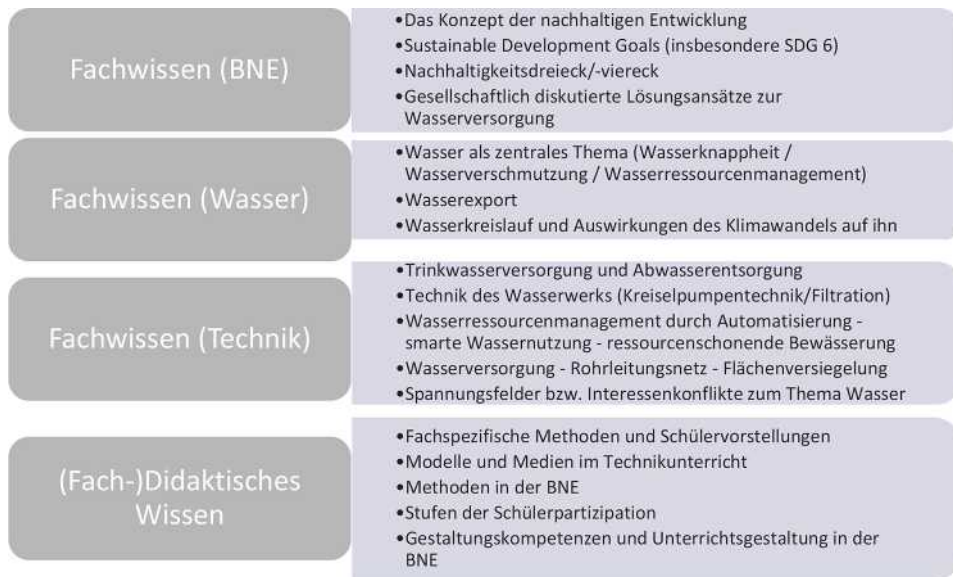 Fachwissen (BNE)
•Das Konzept der nachhaltigen Entwicklung
•Sustainable Development Goals (insbesondere SDG 6)
•Nachhaltigkeitsdreieck/-viereck
•Gesellschaftlich diskutierte Lösungsansätze zur
Wasserversorgung
Fachwissen (Wasser)
•Wasser als zentrales Thema (Wasserknappheit /
Wasserverschmutzung / Wasserressourcenmanagement)
•Wasserexport
•Wasserkreislauf und Auswirkungen des Klimawandels auf ihn
Fachwissen (Technik)
•Trinkwasserversorgung und Abwasserentsorgung
•Technik des Wasserwerks (Kreiselpumpentechnik/Filtration)
•Wasserressourcenmanagement durch Automatisierung -
smarte Wassernutzung - ressourcenschonende Bewässerung
•Wasserversorgung - Rohrleitungsnetz - Flächenversiegelung
•Spannungsfelder bzw. Interessenkonflikte zum Thema Wasser
(Fach-)Didaktisches
Wissen
•Fachspezifische Methoden und Schülervorstellungen
•Modelle und Medien im Technikunterricht
•Methoden in der BNE
•Stufen der Schülerpartizipation
•Gestaltungskompetenzen und Unterrichtsgestaltung in der
BNE